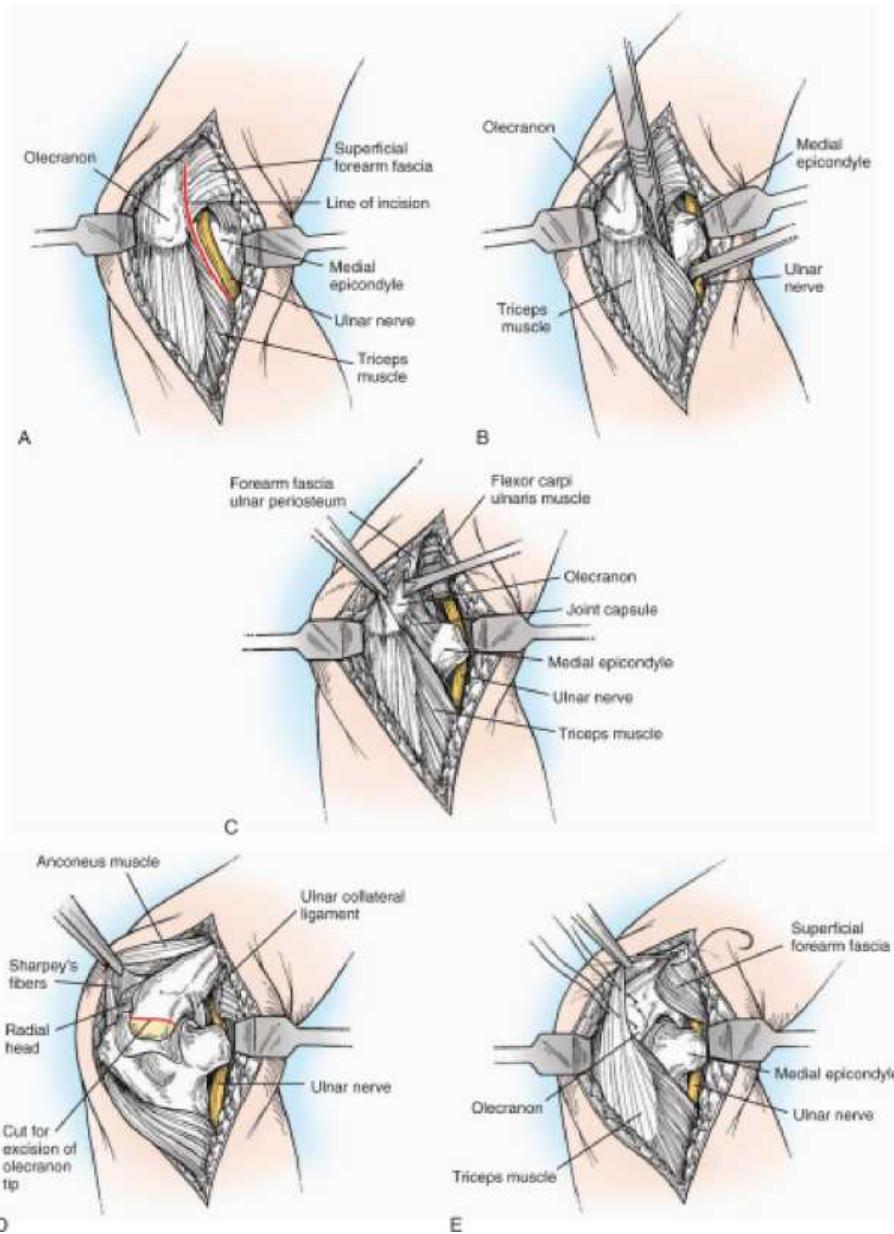 Olecranon
Superficial
forearm fascia
Line of incision
Medial
epicondyle
Ulnar nerve
Triceps
muscle
A
Olecranon
Medial
epicondyle
Ulnar
nerve
Triceps
muscle
B
Forearm fascia
ulnar periosteum
Flexor carpi
ulnaris muscle
Olecranon
Joint capsule
Medial epicondyle
Ulnar nerve
Triceps muscle
C
Anconeus muscle
Ulnar collateral
ligament
Sharpey's
fibers
Radial
head
Ulnar nerve
Cut for
excision of
olecranon
tip
D
Superficial
forearm fascia
Medial epicondyle
Olecranon
Ulnar nerve
Triceps muscle
E